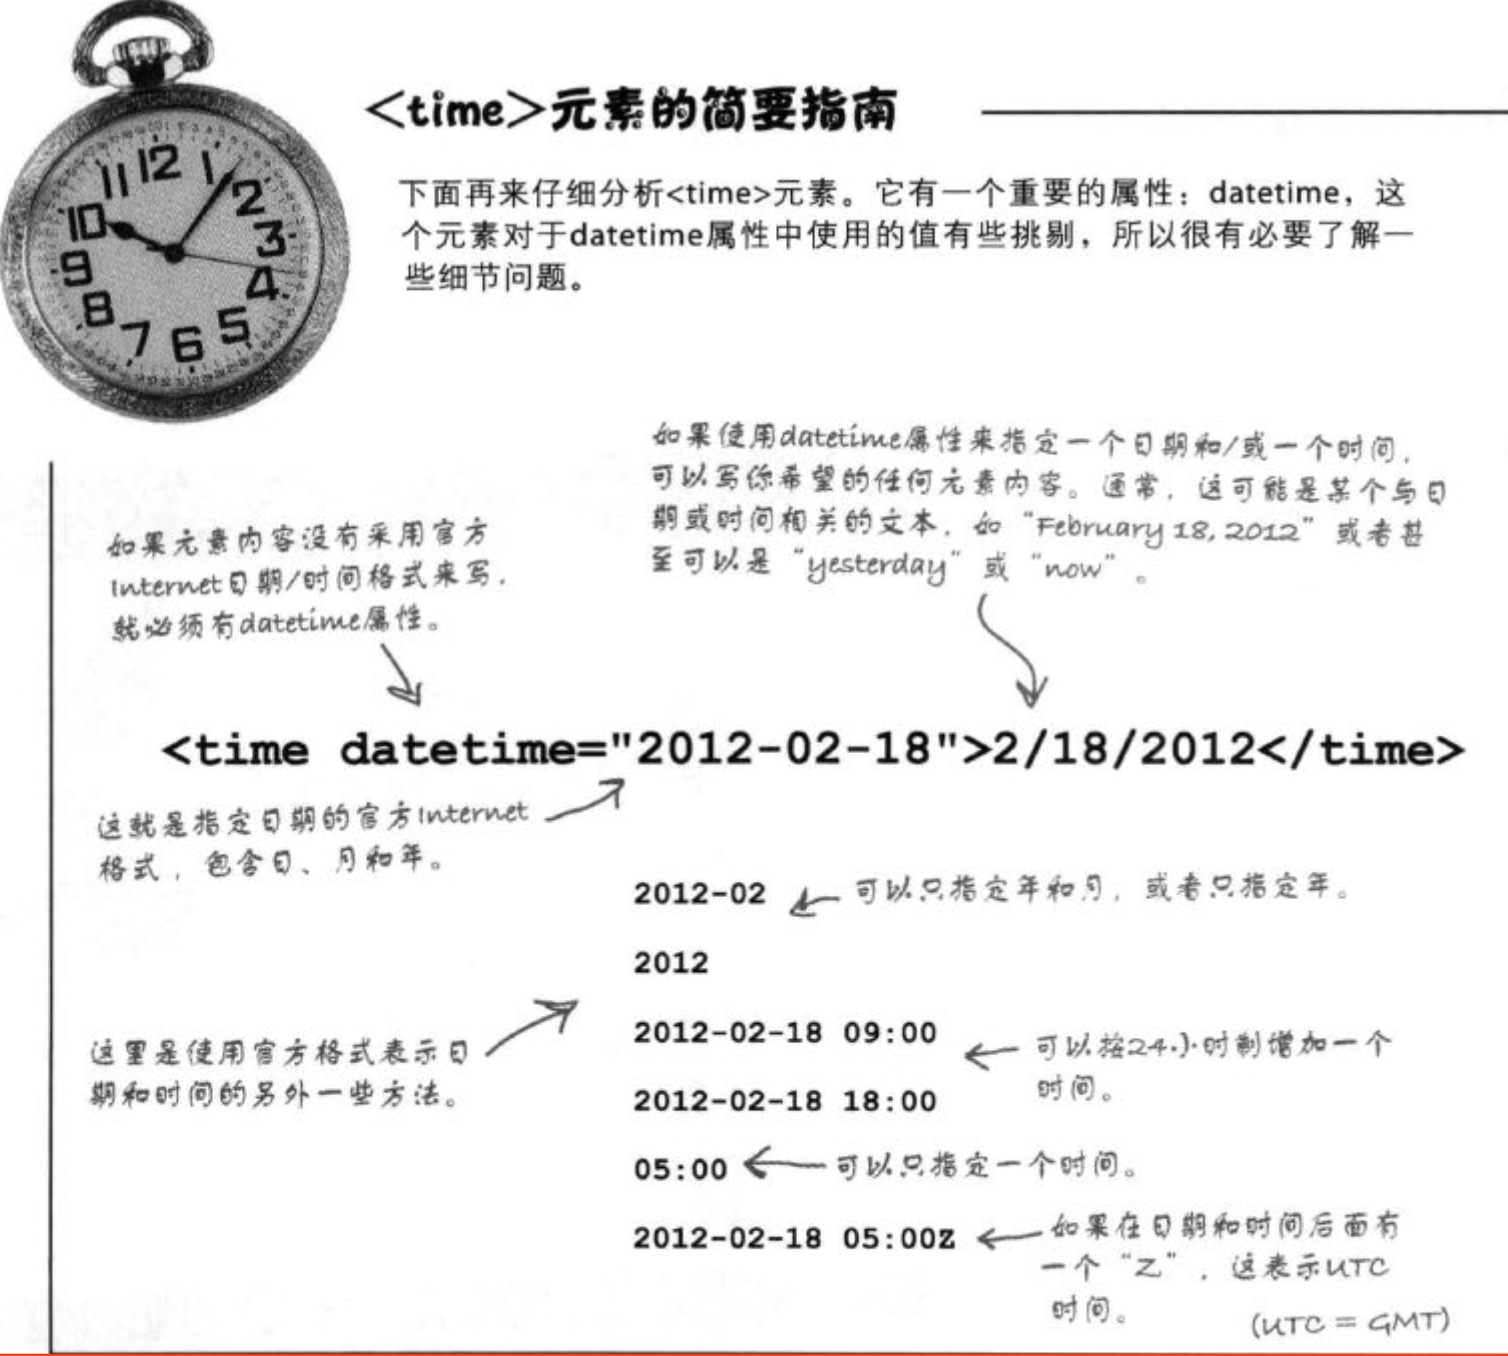 <time>元素的简要指南
下面再来仔细分析<time>元素。它有一个重要的属性：datetime，这
个元素对于datetime属性中使用的值有些挑剔，所以很有必要了解一
些细节问题。
12
1
2
3
4
5
6
7
8
9
10
11
如果使用datetime属性来指定一个日期和/或一个时间，
可以写你希望的任何元素内容。通常，这可能是某个与日
期或时间相关的文本，如“February 18, 2012”或者甚
至可以是“yesterday”或“now”。
如果元素内容没有采用官方
Internet日期/时间格式来写，
就必须有datetime属性。
<time datetime="2012-02-18">2/18/2012</time>
这就是指定日期的官方Internet
格式，包含日、月和年。
2012-02
可以只指定年和月，或者只指定年。
2012
这里是使用官方格式表示日
期和时间的另外一些方法。
2012-02-18 09:00
可以按24小时制增加一个
时间。
2012-02-18 18:00
05:00
可以只指定一个时间。
2012-02-18 05:00Z
如果在日期和时间后面有
一个“Z”，这表示UTC
时间。
(UTC = GMT)